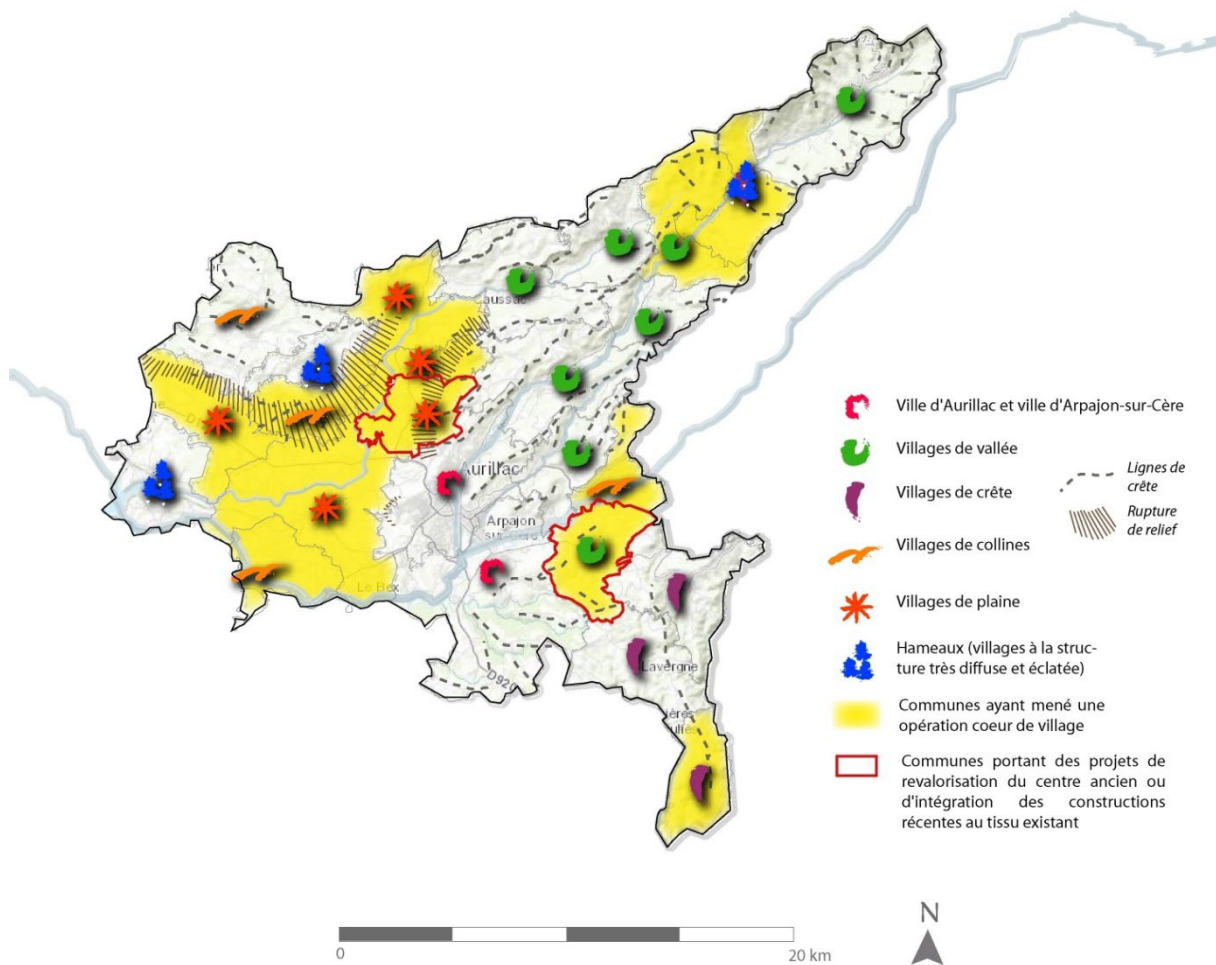 aussac
Aurillac
Arpajon
sur-Cère
Le Bex
D920
Lavergne
Ville d'Aurillac et ville d'Arpajon-sur-Cère
Villages de vallée
Villages de crête
Villages de collines
Villages de plaine
Hameaux (villages à la struc-
ture très diffuse et éclatée)
Communes ayant mené une
opération coeur de village
Communes portant des projets de
revalorisation du centre ancien ou
d'intégration des constructions
récentes au tissu existant
Lignes de
crête
Rupture
de relief
0
20 km
N